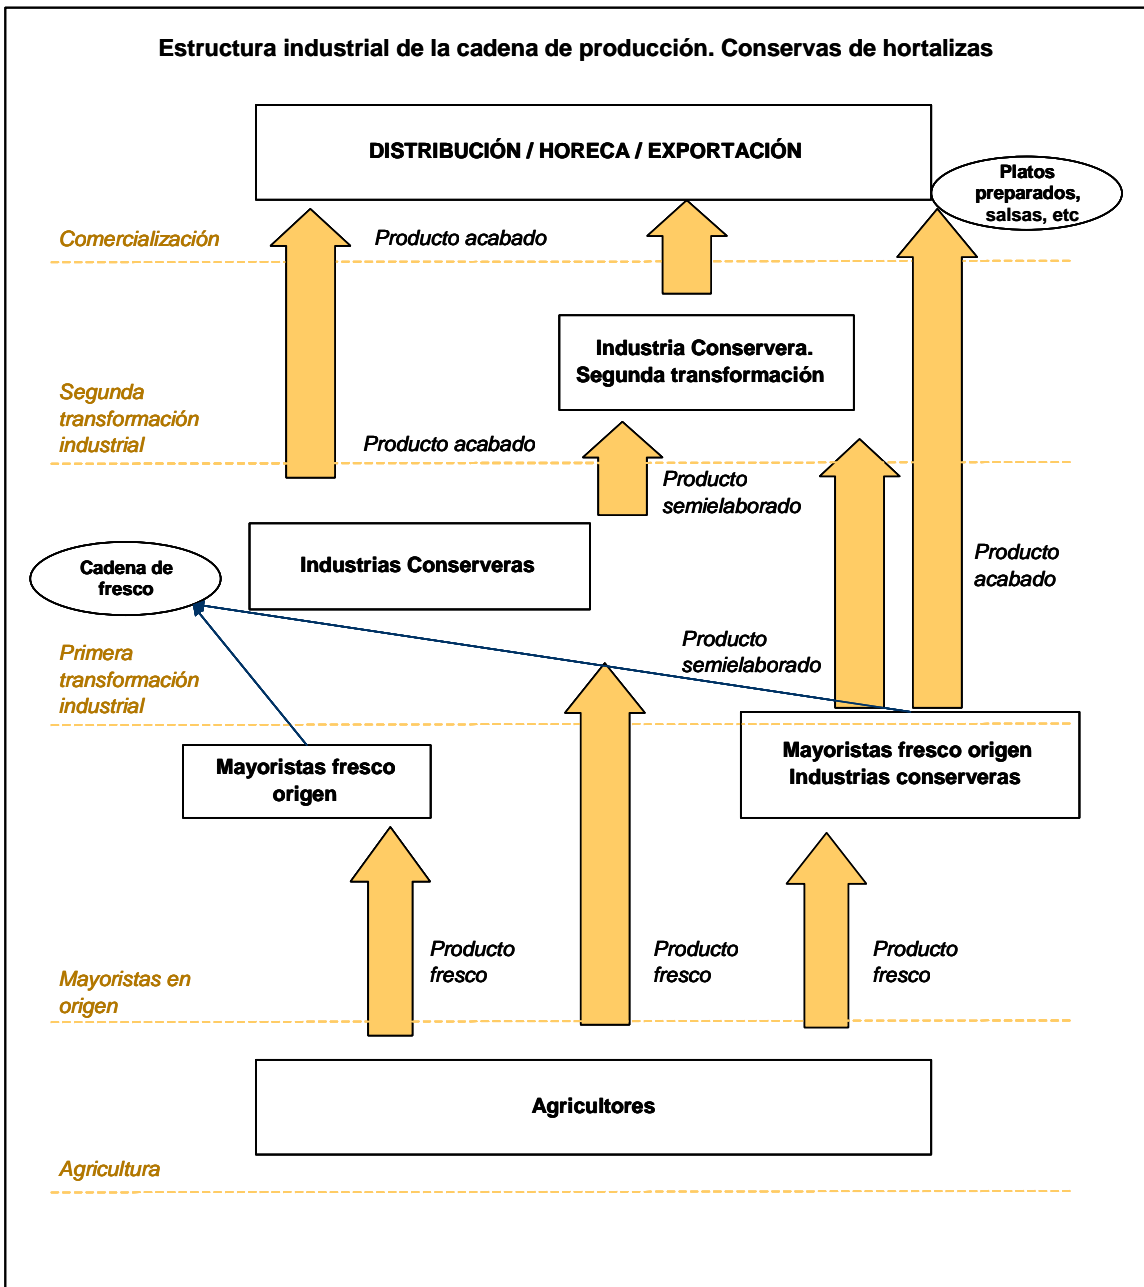 Estructura industrial de la cadena de producción. Conservas de hortalizas
DISTRIBUCIÓN / HORECA / EXPORTACIÓN
Platos
preparados,
salsas, etc
Comercialización
Producto acabado
Industria Conservera.
Segunda transformación
Segunda
transformación
industrial
Producto acabado
Producto
semielaborado
Industrias Conserveras
Cadena de
fresco
Producto
acabado
Primera
transformación
industrial
Producto
semielaborado
Mayoristas fresco
origen
Mayoristas fresco origen
Industrias conserveras
Producto
fresco
Producto
fresco
Producto
fresco
Mayoristas en
origen
Agricultores
Agricultura